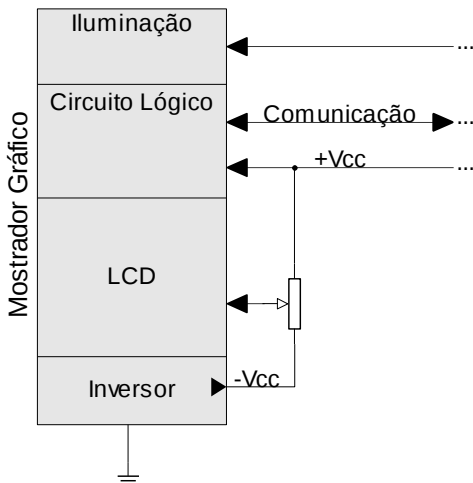 Iluminação
...
Circuito Lógico
Comunicação
...
+Vcc
...
Mostrador Gráfico
LCD
Inversor
-Vcc